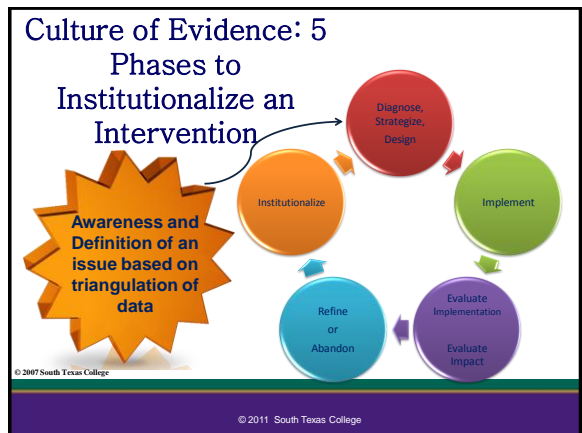 Culture of Evidence: 5
Phases to
Institutionalize an
Intervention
Awareness and
Definition of an
issue based on
triangulation of
data
Diagnose,
Strategize,
Design
Implement
Evaluate
Implementation
Evaluate
Impact
Refine
or
Abandon
Institutionalize
© 2007 South Texas College
© 2011 South Texas College